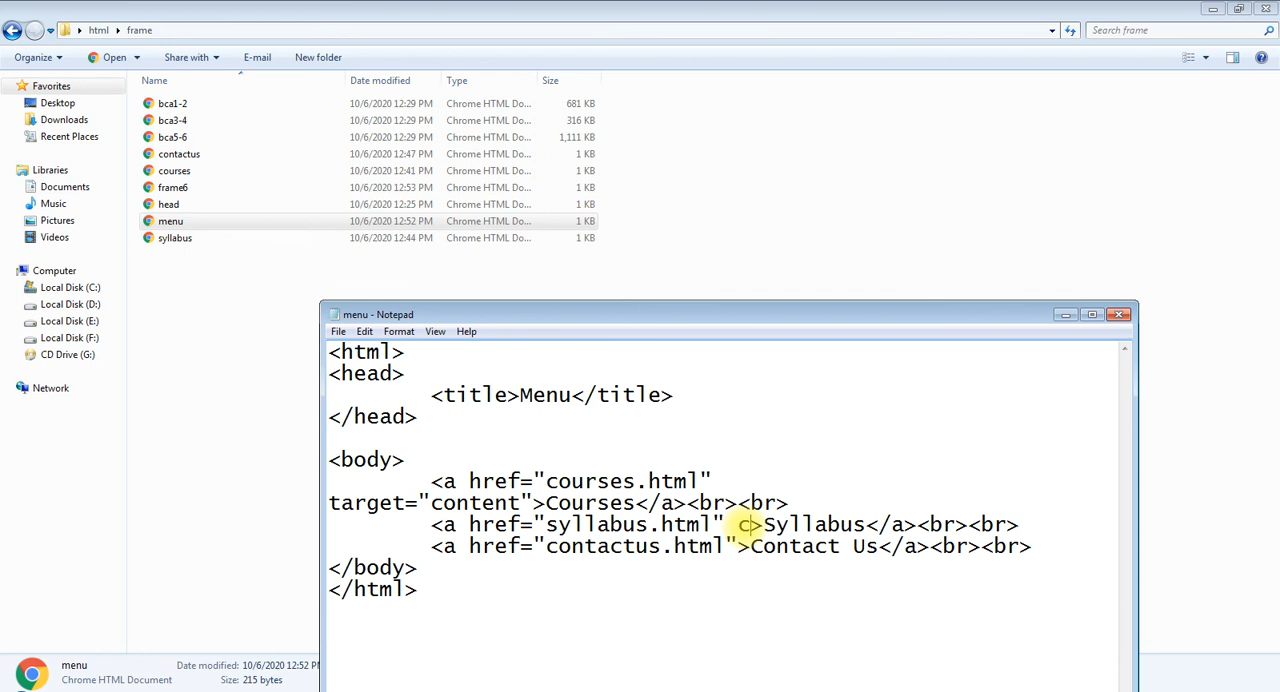 html frame
Search frame
Organize Open Share with E-mail New folder
Favorites
Desktop
Downloads
Recent Places
Libraries
Documents
Music
Pictures
Videos
Computer
Local Disk (C:)
Local Disk (D:)
Local Disk (E:)
Local Disk (F:)
CD Drive (G:)
Network
Name Date modified Type Size
bca1-2 10/6/2020 12:29 PM Chrome HTML Do... 681 KB
bca3-4 10/6/2020 12:29 PM Chrome HTML Do... 316 KB
bca5-6 10/6/2020 12:29 PM Chrome HTML Do... 1,111 KB
contactus 10/6/2020 12:47 PM Chrome HTML Do... 1 KB
courses 10/6/2020 12:41 PM Chrome HTML Do... 1 KB
frame6 10/6/2020 12:53 PM Chrome HTML Do... 1 KB
head 10/6/2020 12:25 PM Chrome HTML Do... 1 KB
menu 10/6/2020 12:52 PM Chrome HTML Do... 1 KB
syllabus 10/6/2020 12:44 PM Chrome HTML Do... 1 KB
menu - Notepad
File Edit Format View Help
<html>
<head>
<title>Menu</title>
</head>
<body>
<a href="courses.html"
target="content">Courses</a><br><br>
<a href="syllabus.html" c>Syllabus</a><br><br>
<a href="contactus.html">Contact Us</a><br><br>
</body>
</html>
menu Date modified: 10/6/2020 12:52 PM
Chrome HTML Document Size: 215 bytes